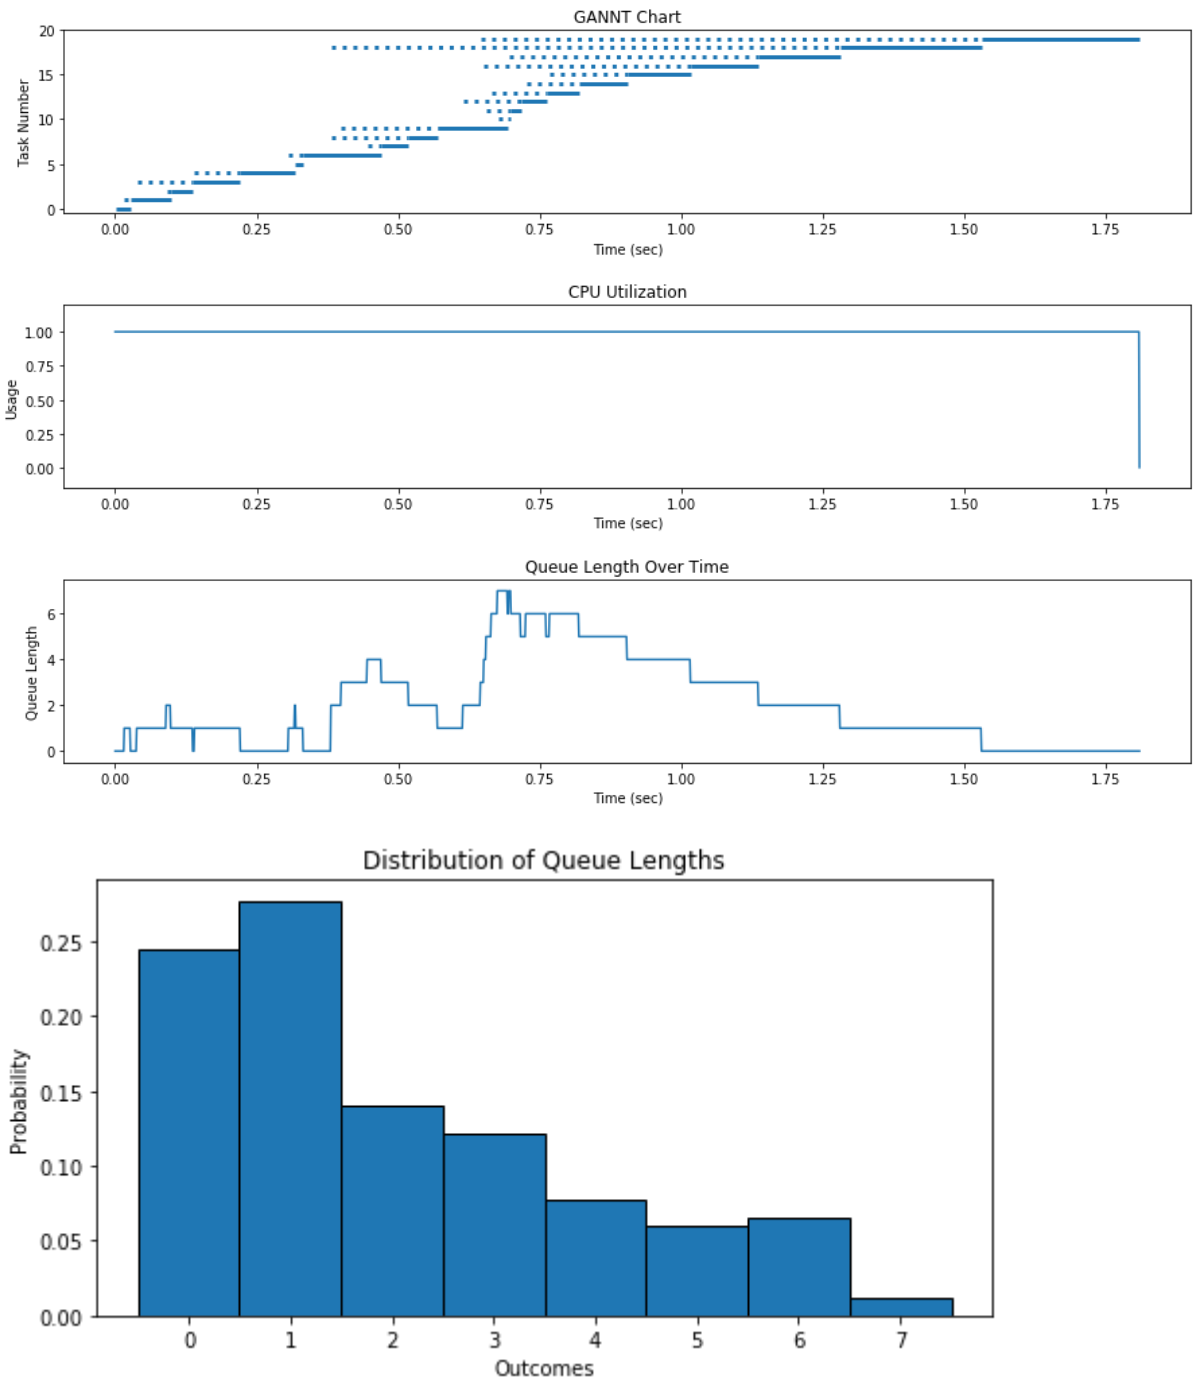 GANNT Chart
20
15
10
5
0
Task Number
0.00 0.25 0.50 0.75 1.00 1.25 1.50 1.75
Time (sec)
CPU Utilization
1.00
0.75
0.50
0.25
0.00
Usage
0.00 0.25 0.50 0.75 1.00 1.25 1.50 1.75
Time (sec)
Queue Length Over Time
6
4
2
0
Queue Length
0.00 0.25 0.50 0.75 1.00 1.25 1.50 1.75
Time (sec)
Distribution of Queue Lengths
0.25
0.20
0.15
0.10
0.05
0.00
Probability
0 1 2 3 4 5 6 7
Outcomes